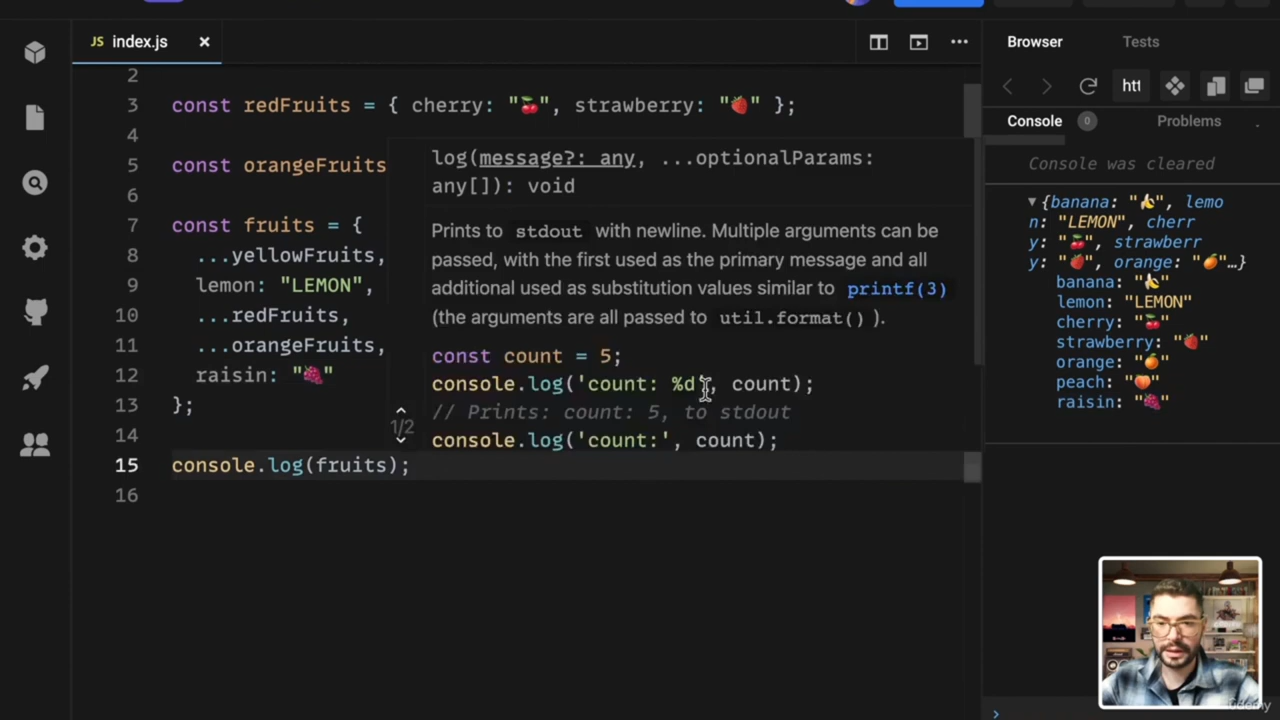 JS index.js ×
2
3 const redFruits = { cherry: "🍒", strawberry: "🍓" };
4
5 const orangeFruits
6
7 const fruits = {
8 ...yellowFruits,
9 lemon: "LEMON",
10 ...redFruits,
11 ...orangeFruits,
12 raisin: "🍇"
13 };
14
15 console.log(fruits);
16
log(message?: any, ...optionalParams:
any[]): void
Prints to stdout with newline. Multiple arguments can be
passed, with the first used as the primary message and all
additional used as substitution values similar to printf(3)
(the arguments are all passed to util.format() ).
const count = 5;
console.log('count: %d', count);
// Prints: count: 5, to stdout
console.log('count:', count);
1/2
Browser Tests
htt
Console 0 Problems
Console was cleared
▼{banana: "🍌", lemo
n: "LEMON", cherr
y: "🍒", strawberr
y: "🍓", orange: "🍊"…}
banana: "🍌"
lemon: "LEMON"
cherry: "🍒"
strawberry: "🍓"
orange: "🍊"
peach: "🍑"
raisin: "🍇"
›
ûdemy